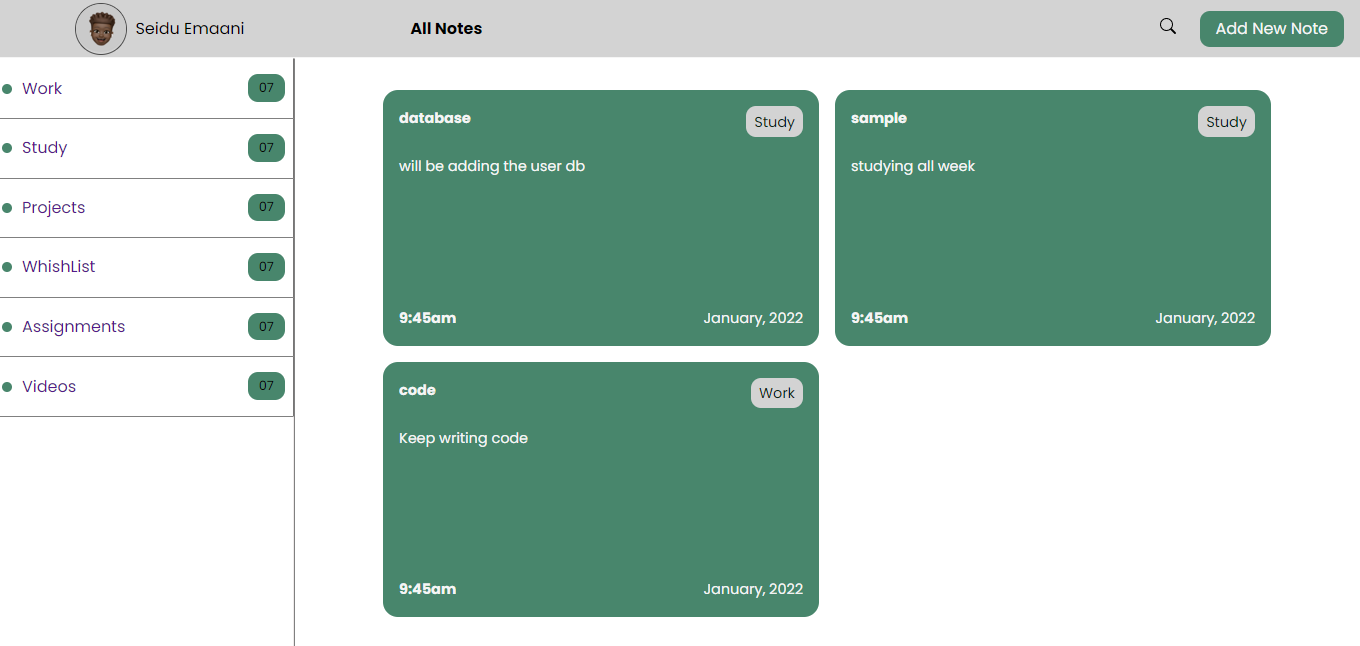 Seidu Emaani
All Notes
Add New Note
Work 07
Study 07
Projects 07
WhishList 07
Assignments 07
Videos 07
database Study
will be adding the user db
9:45am January, 2022
sample Study
studying all week
9:45am January, 2022
code Work
Keep writing code
9:45am January, 2022